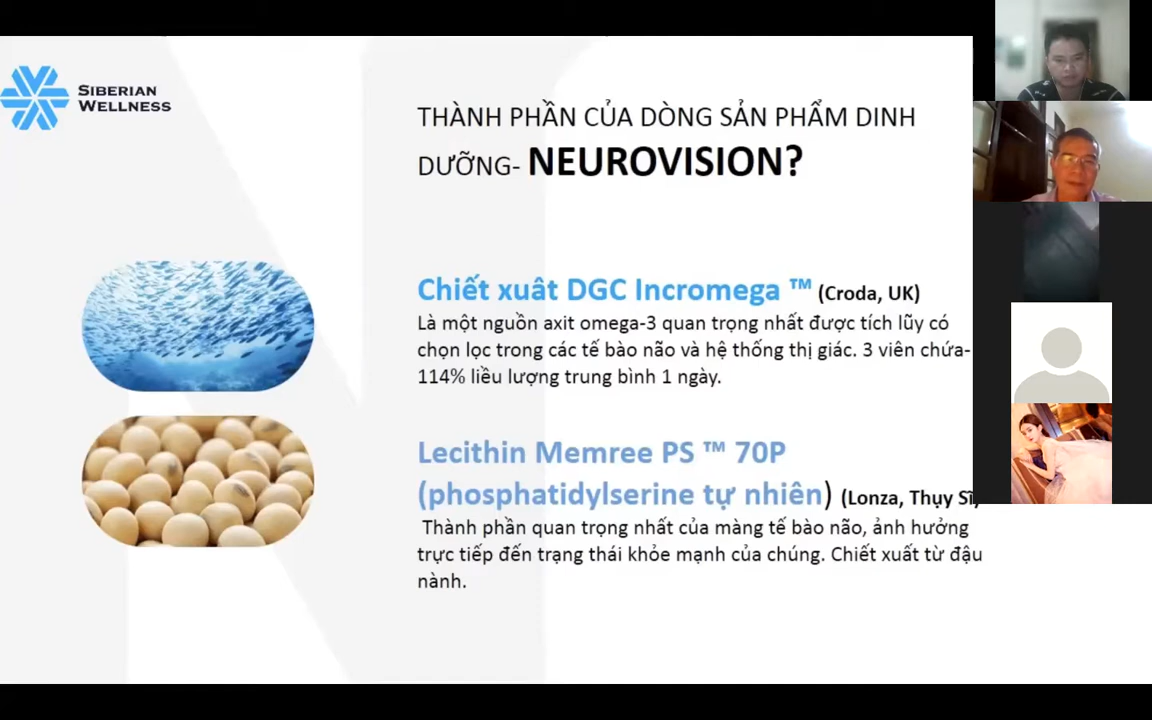 SIBERIAN
WELLNESS
THÀNH PHẦN CỦA DÒNG SẢN PHẨM DINH
DƯỠNG- NEUROVISION?
Chiết xuât DGC Incromega ™ (Croda, UK)
Là một nguồn axit omega-3 quan trọng nhất được tích lũy có
chọn lọc trong các tế bào não và hệ thống thị giác. 3 viên chứa-
114% liều lượng trung bình 1 ngày.
Lecithin Memree PS ™ 70P
(phosphatidylserine tự nhiên) (Lonza, Thụy Sĩ)
Thành phần quan trọng nhất của màng tế bào não, ảnh hưởng
trực tiếp đến trạng thái khỏe mạnh của chúng. Chiết xuất từ đậu
nành.